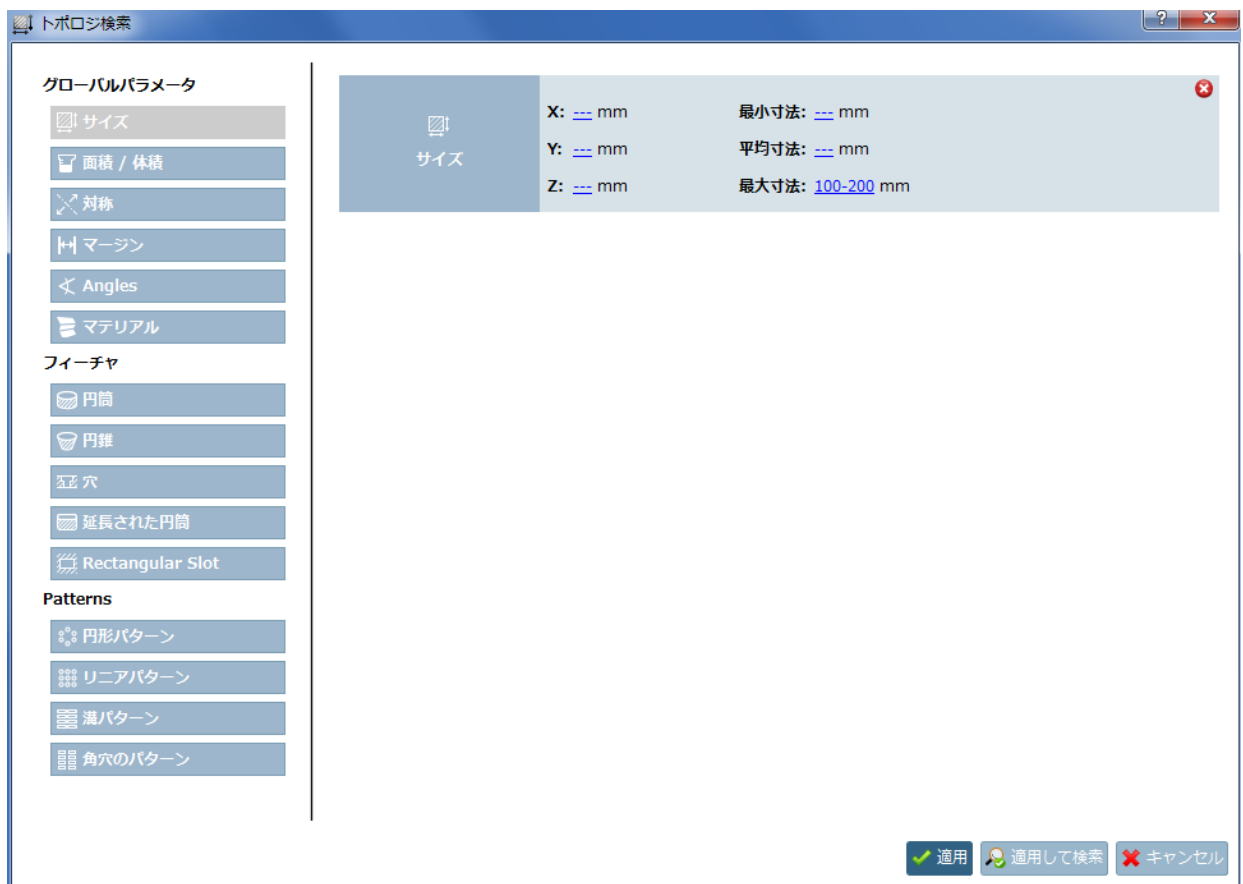 トポロジ検索
? X
グローバルパラメータ
サイズ
面積 / 体積
対称
マージン
Angles
マテリアル
フィーチャ
円筒
円錐
穴
延長された円筒
Rectangular Slot
Patterns
円形パターン
リニアパターン
溝パターン
角穴のパターン
サイズ
X: --- mm 最小寸法: --- mm
Y: --- mm 平均寸法: --- mm
Z: --- mm 最大寸法: 100-200 mm
適用 適用して検索 キャンセル